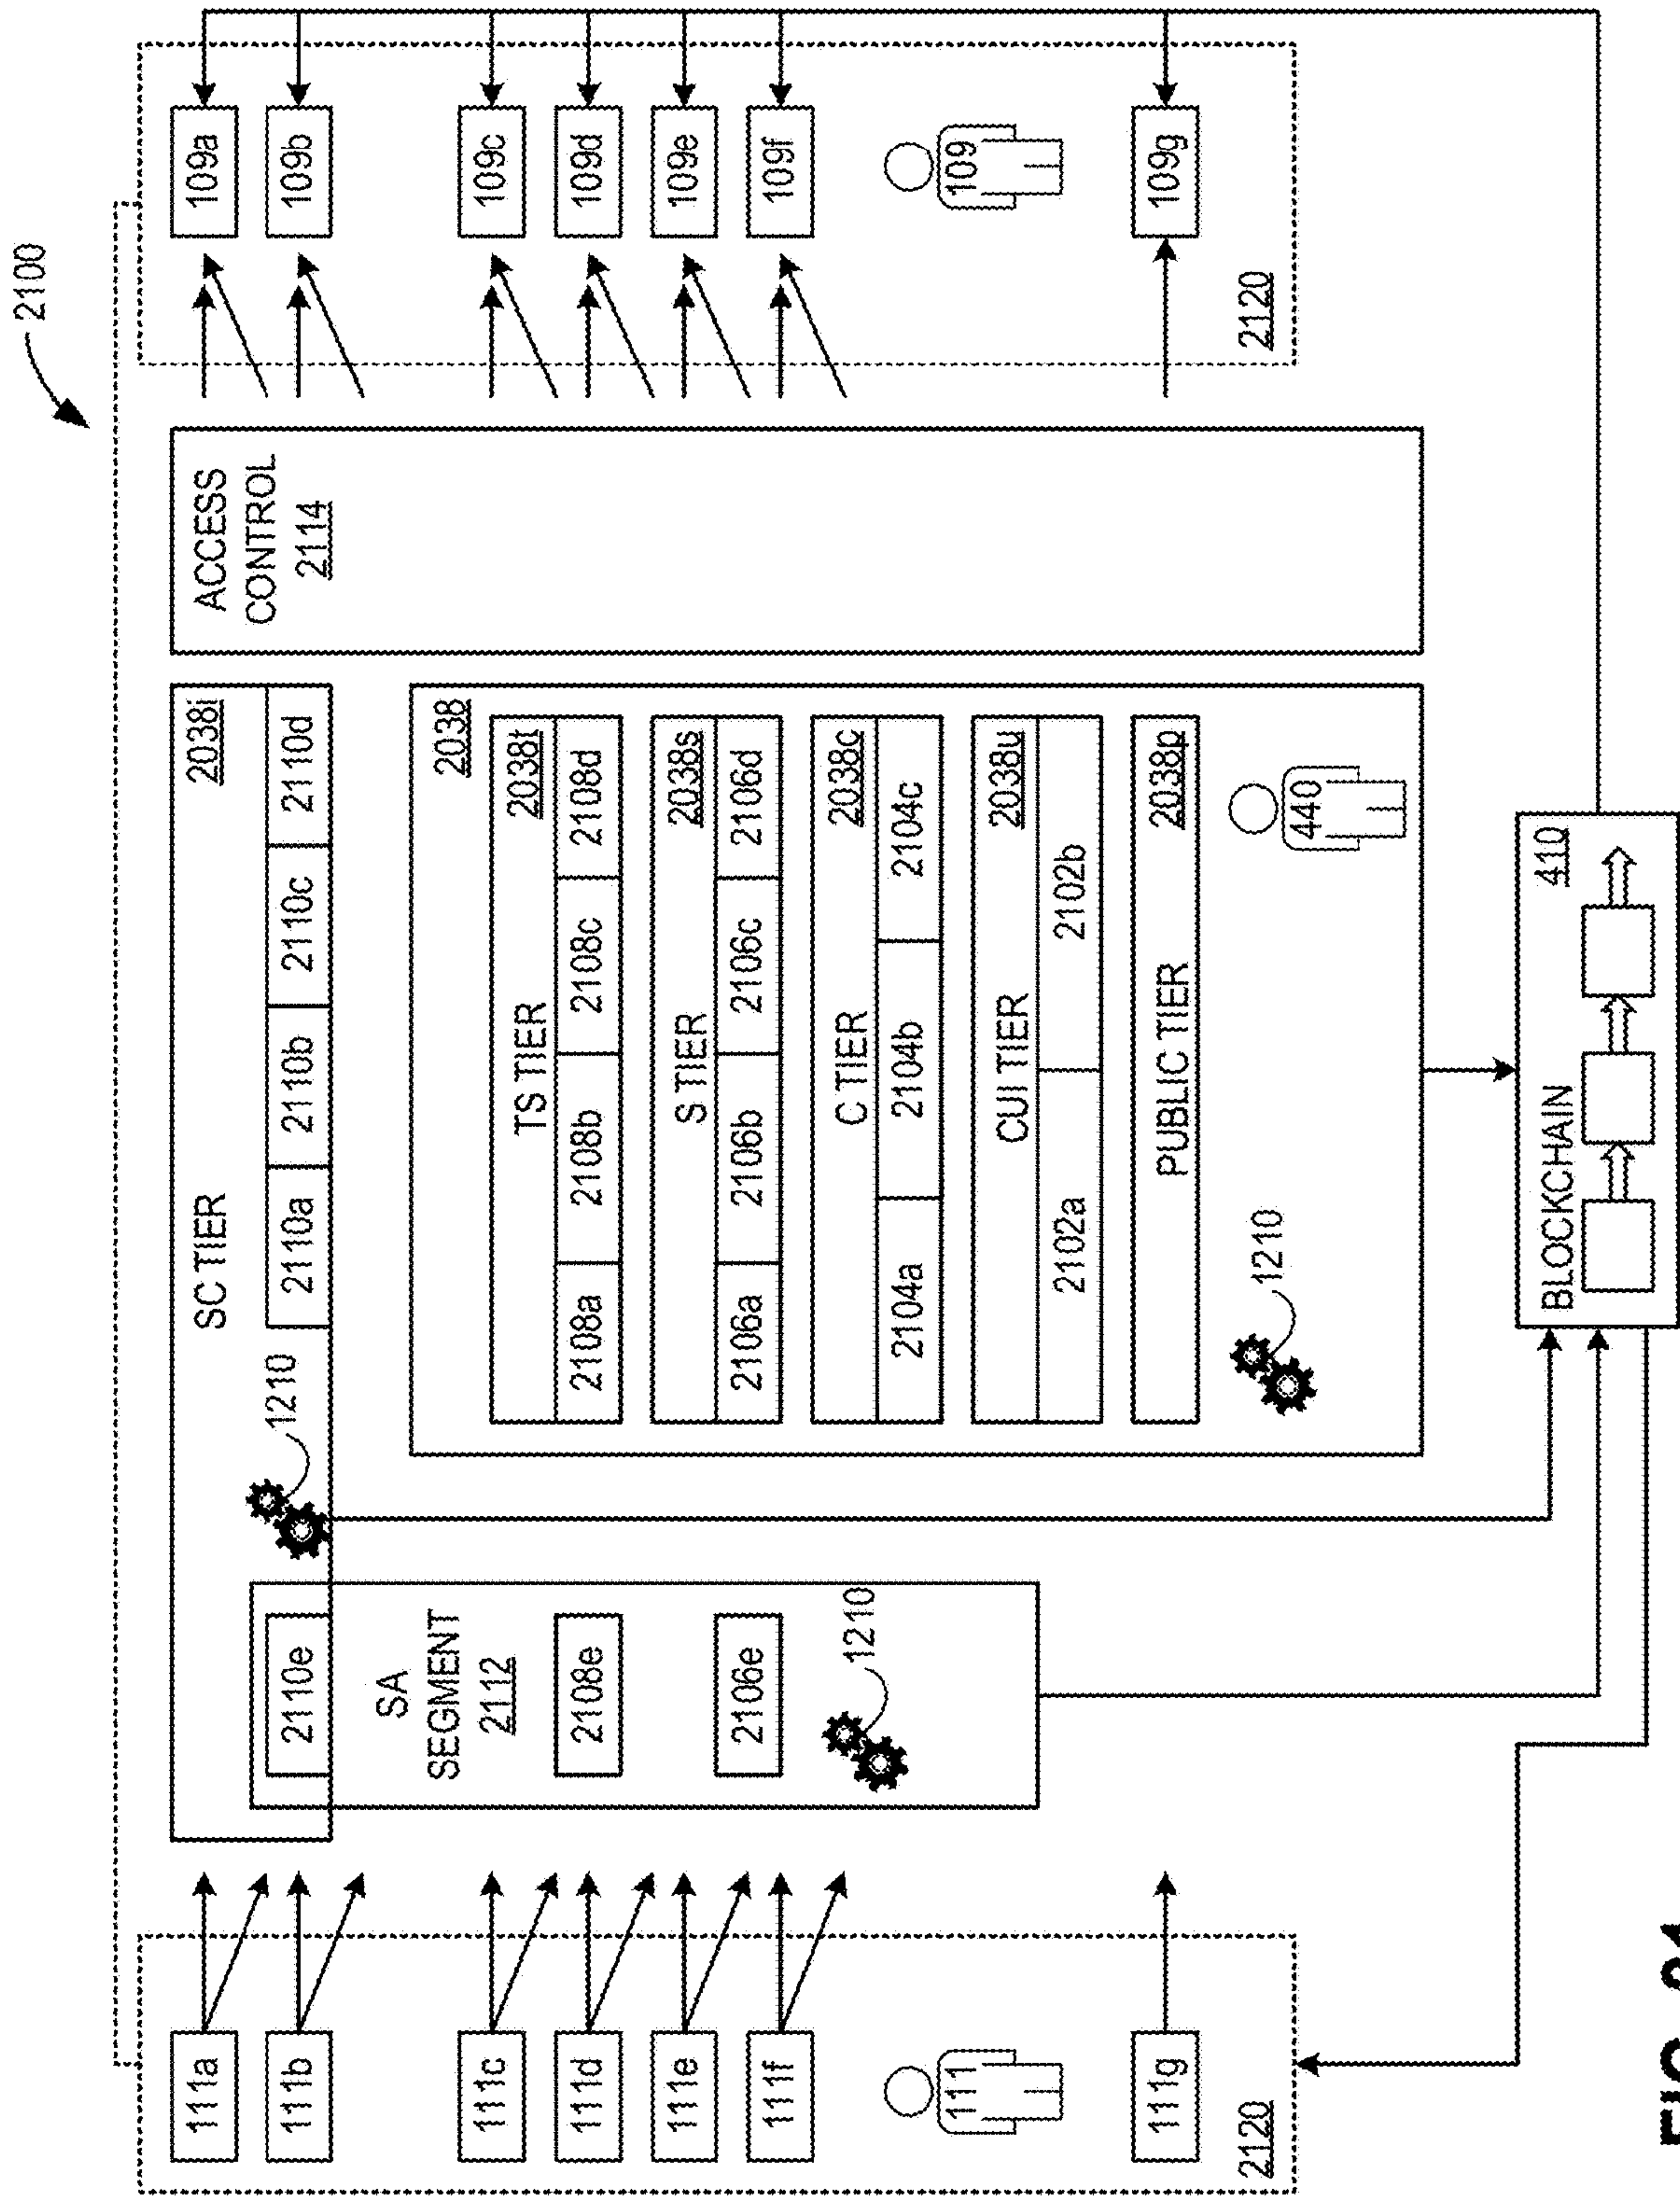 2100
111a
SC TIER
2038i
ACCESS
CONTROL
2114
109a
111b
2110e
1210
2110a
2110b
2110c
2110d
109b
SA
SEGMENT
2112
2038
111c
TS TIER
2038t
109c
111d
2108e
2108a
2108b
2108c
2108d
109d
111e
S TIER
2038s
109e
111f
2106e
2106a
2106b
2106c
2106d
109f
1210
C TIER
2038c
2104a
2104b
2104c
111
109
CUI TIER
2038u
2102a
2102b
111g
PUBLIC TIER
2038p
109g
2120
1210
440
2120
BLOCKCHAIN
410